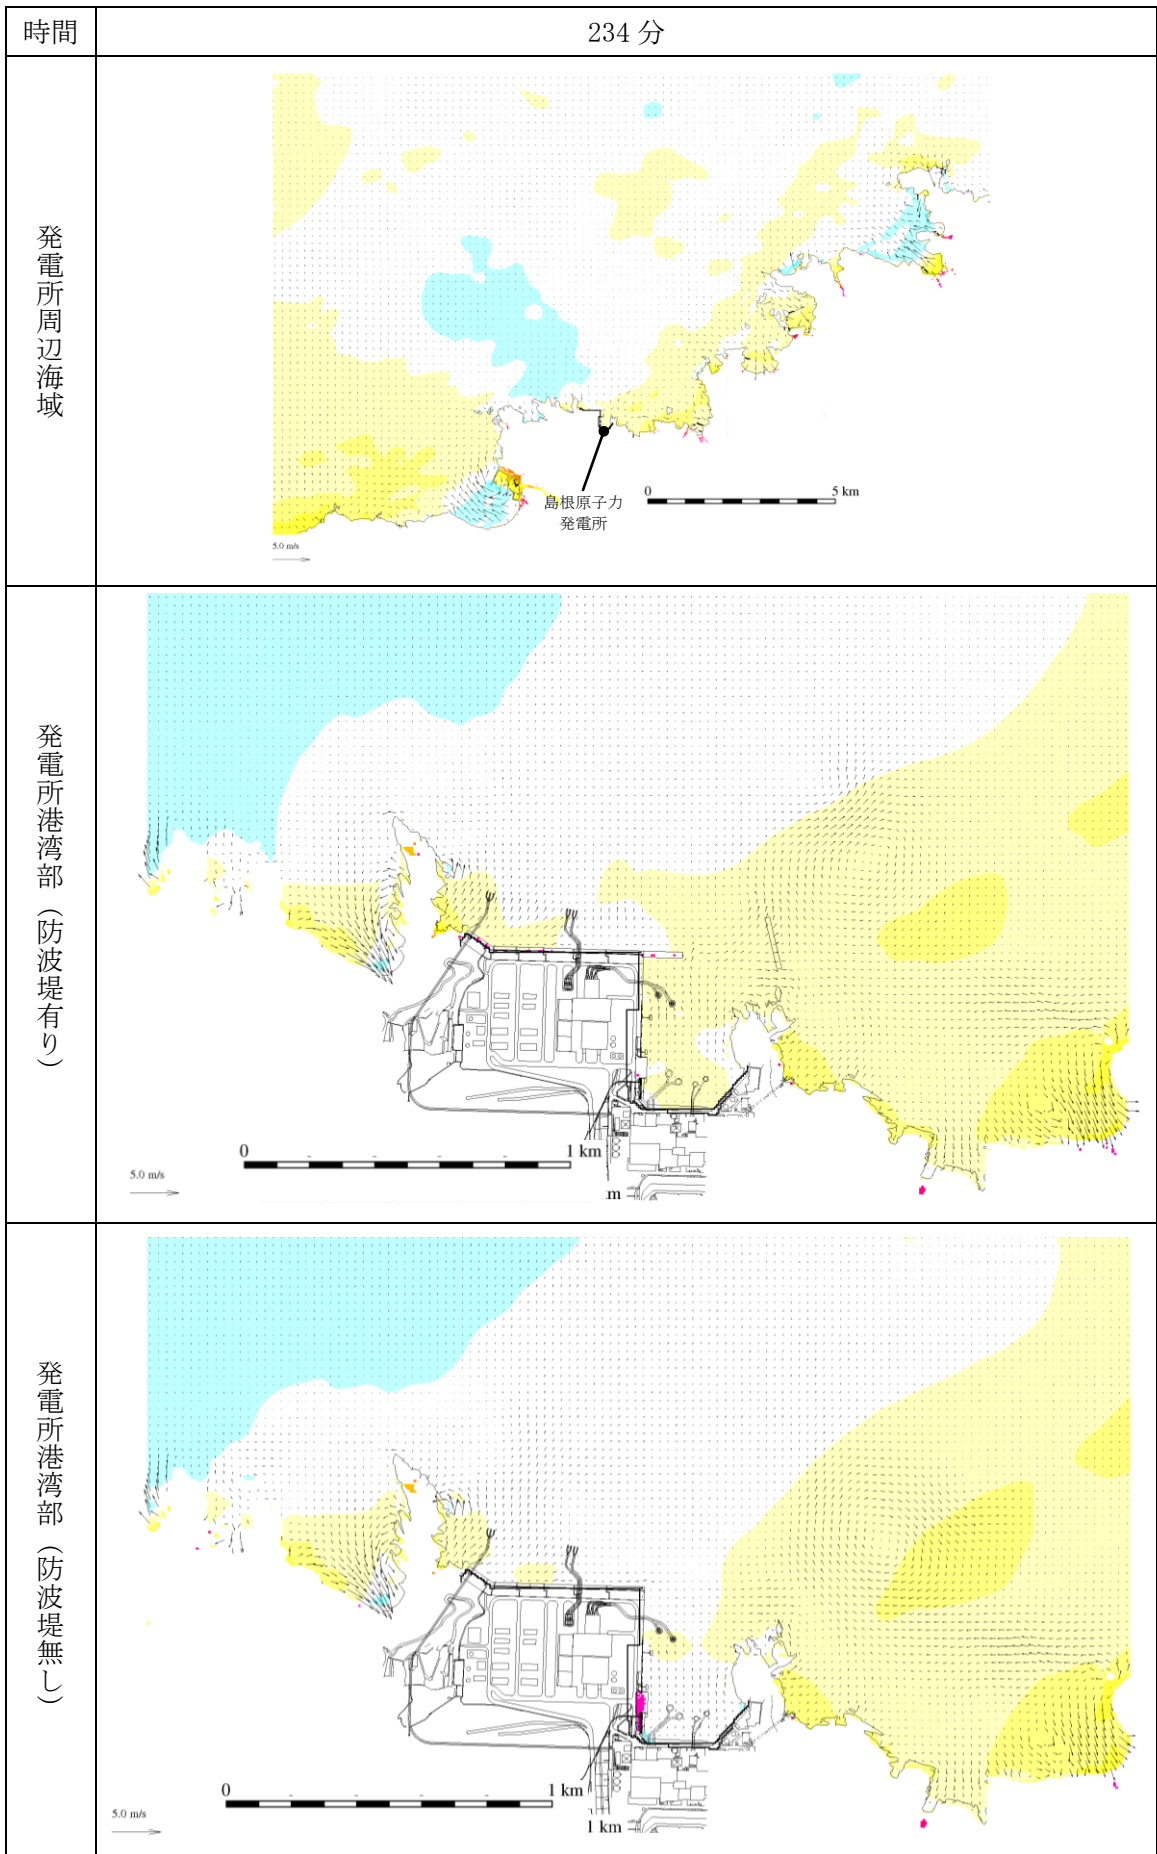 時間
234 分
発電所周辺海域
島根原子力
発電所
0
5 km
5.0 m/s
発電所港湾部（防波堤有り）
0
1 km
5.0 m/s
m
発電所港湾部（防波堤無し）
0
1 km
5.0 m/s
1 km